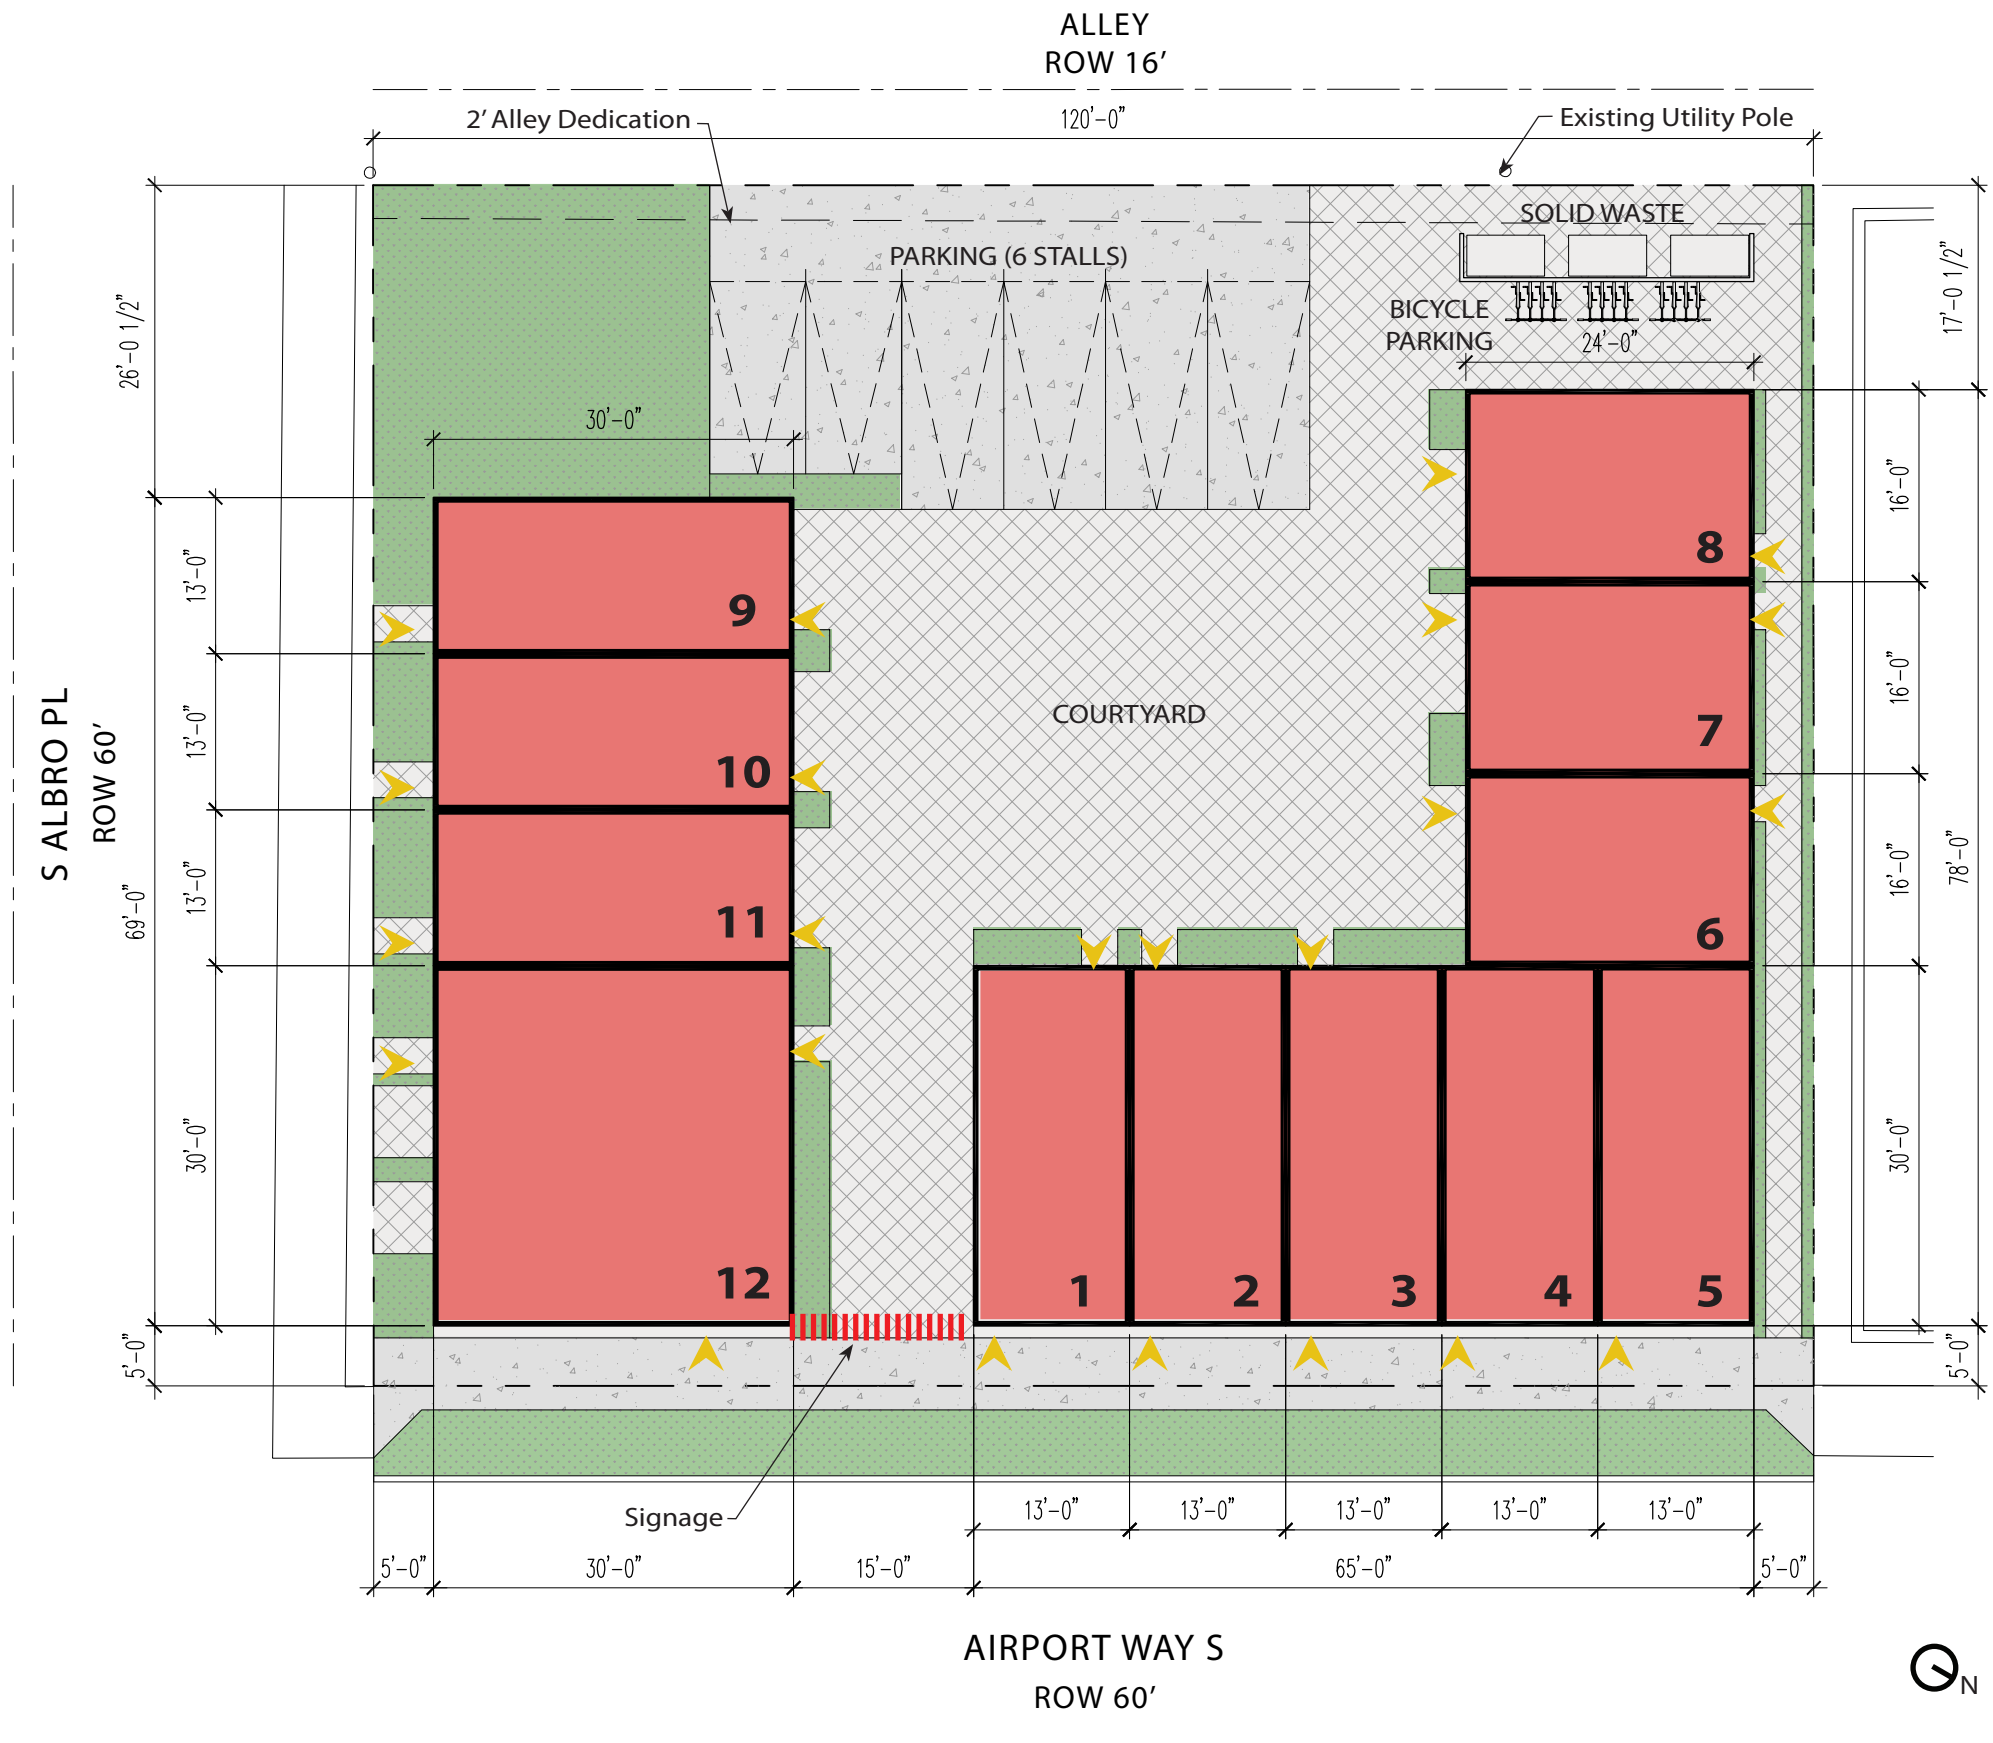 ALLEY
ROW 16’
2’ Alley Dedication
120’-0”
Existing Utility Pole
SOLID WASTE
PARKING (6 STALLS)
BICYCLE
PARKING
24’-0”
17’-0 1/2”
26’-0 1/2”
30’-0”
13’-0”
16’-0”
8
9
13’-0”
16’-0”
COURTYARD
7
10
S ALBRO PL
ROW 60’
69’-0”
13’-0”
16’-0”
78’-0”
11
6
30’-0”
30’-0”
12
1
2
3
4
5
5’-0”
5’-0”
Signage
13’-0”
13’-0”
13’-0”
13’-0”
13’-0”
5’-0”
30’-0”
15’-0”
65’-0”
5’-0”
AIRPORT WAY S
ROW 60’
N